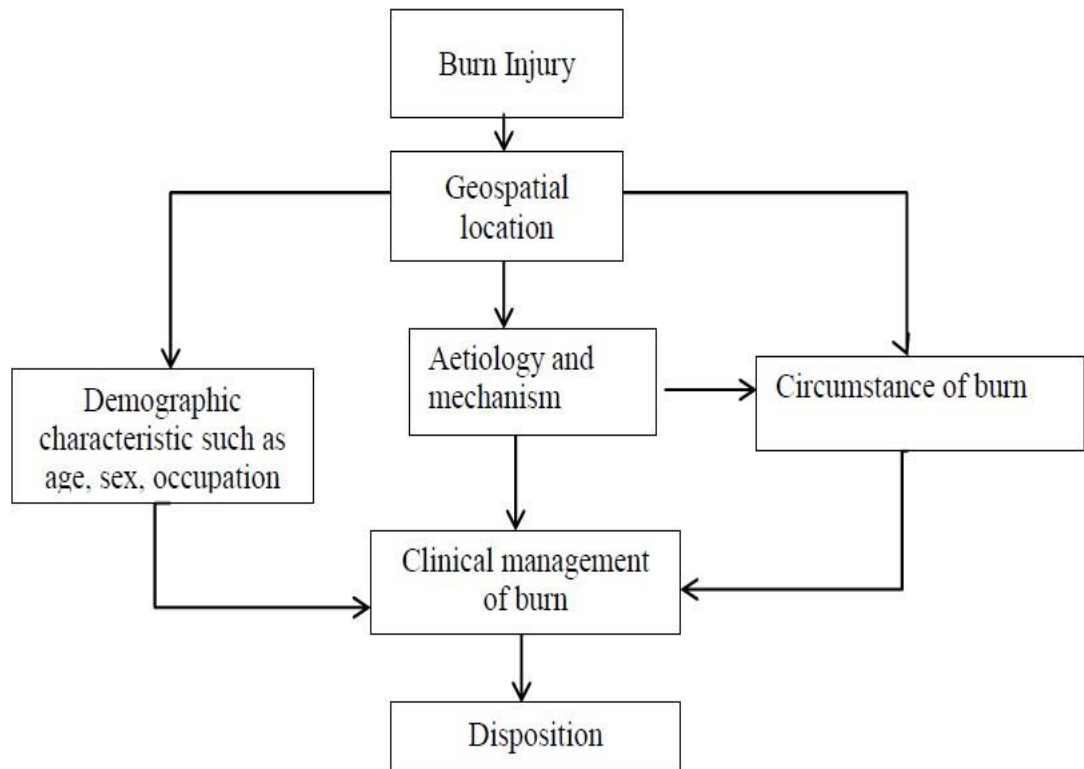 Burn Injury
Geospatial
location
Aetiology and
mechanism
Circumstance of burn
Demographic
characteristic such as
age, sex, occupation
Clinical management
of burn
Disposition